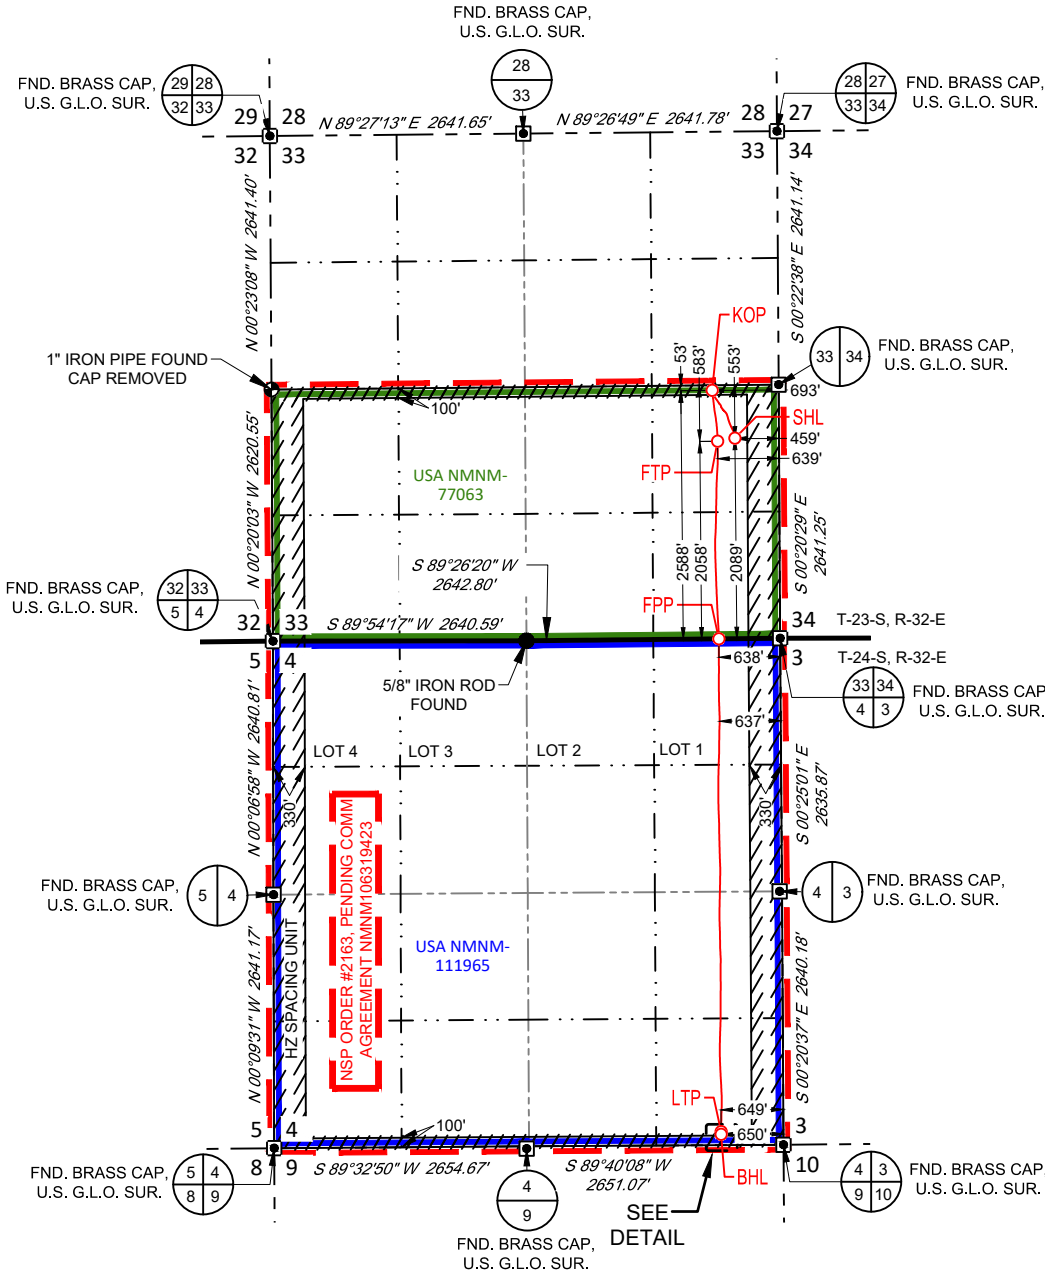 FND. BRASS CAP,
U.S. G.L.O. SUR.
28
33
FND. BRASS CAP,
U.S. G.L.O. SUR.
29 28
32 33
28 27
33 34
FND. BRASS CAP,
U.S. G.L.O. SUR.
29 28
N 89°27'13" E 2641.65'
N 89°26'49" E 2641.78'
28 27
32 33
33 34
N 00°23'08" W 2641.40'
S 00°22'38" E 2641.14'
KOP
1" IRON PIPE FOUND
CAP REMOVED
53'
583'
553'
33 34
FND. BRASS CAP,
U.S. G.L.O. SUR.
693'
100'
SHL
459'
639'
FTP
USA NMNM-
77063
N 00°20'03" W 2620.55'
S 00°20'29" E
2641.25'
2588'
2058'
2089'
S 89°26'20" W
2642.80'
FND. BRASS CAP,
U.S. G.L.O. SUR.
32 33
5 4
FPP
32 33
S 89°54'17" W 2640.59'
34
T-23-S, R-32-E
5 4
638'
3
T-24-S, R-32-E
5/8" IRON ROD
FOUND
33 34
4 3
FND. BRASS CAP
U.S. G.L.O. SUR.
637'
N 00°06'58" W 2640.81'
S 00°25'01" E
2635.87'
LOT 4
LOT 3
LOT 2
LOT 1
330'
330'
NSP ORDER #2163, PENDING COMM
AGREEMENT NMNM106319423
FND. BRASS CAP,
U.S. G.L.O. SUR.
5 4
4 3
FND. BRASS CAP,
U.S. G.L.O. SUR.
USA NMNM-
111965
HZ SPACING UNIT
N 00°09'31" W 2641.17'
S 00°20'37" E 2640.18'
LTP
649'
100'
650'
5 4
3
8 9
10
S 89°32'50" W 2654.67'
S 89°40'08" W
2651.07'
BHL
FND. BRASS CAP,
U.S. G.L.O. SUR.
5 4
8 9
4
9
4 3
9 10
FND. BRASS CAP,
U.S. G.L.O. SUR.
SEE
DETAIL
FND. BRASS CAP,
U.S. G.L.O. SUR.